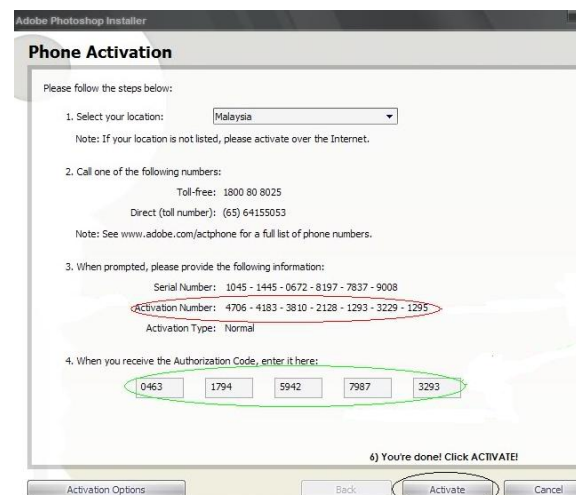 Adobe Photoshop Installer
Phone Activation
Please follow the steps below:
1. Select your location: Malaysia
Note: If your location is not listed, please activate over the Internet.
2. Call one of the following numbers:
Toll-free: 1800 80 8025
Direct (toll number): (65) 64155053
Note: See www.adobe.com/actphone for a full list of phone numbers.
3. When prompted, please provide the following information:
Serial Number: 1045 - 1445 - 0672 - 8197 - 7837 - 9008
Activation Number: 4706 - 4183 - 3810 - 2128 - 1293 - 3229 - 1295
Activation Type: Normal
4. When you receive the Authorization Code, enter it here:
0463 1794 5942 7987 3293
6) You're done! Click ACTIVATE!
Activation Options Back Activate Cancel